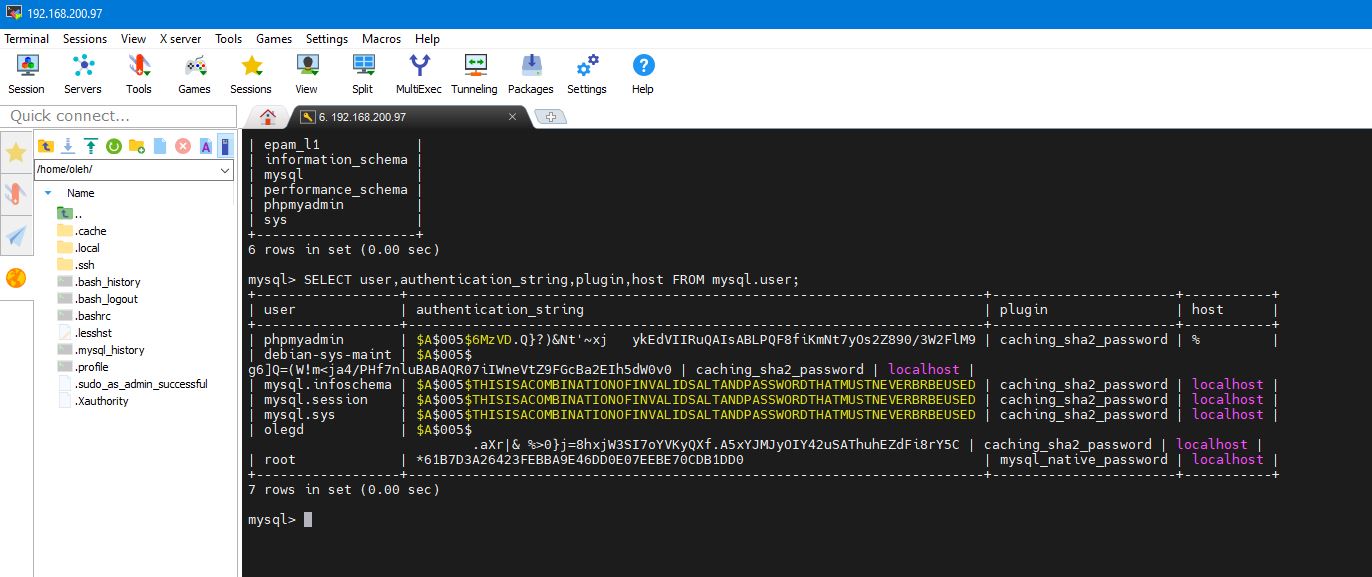 192.168.200.97
Terminal Sessions View X server Tools Games Settings Macros Help
Session Servers Tools Games Sessions View Split MultiExec Tunneling Packages Settings Help
Quick connect...
6. 192.168.200.97
/home/oleh/
Name
..
.cache
.local
.ssh
.bash_history
.bash_logout
.bashrc
.lesshst
.mysql_history
.profile
.sudo_as_admin_successful
.Xauthority
| epam_l1            |
| information_schema |
| mysql              |
| performance_schema |
| phpmyadmin         |
| sys                |
+--------------------+
6 rows in set (0.00 sec)
mysql> SELECT user,authentication_string,plugin,host FROM mysql.user;
+------------------+------------------------------------------------------------------------+-----------------------+-----------+
| user             | authentication_string                                                  | plugin                | host      |
+------------------+------------------------------------------------------------------------+-----------------------+-----------+
| phpmyadmin       | $A$005$6MzVD.Q}?)&Nt'~xj   ykEdVIIRuQAIsABLPQF8fiKmNt7yOs2Z890/3W2FlM9 | caching_sha2_password | %         |
| debian-sys-maint | $A$005$
g6]Q=(W!m<ja4/PHf7nluBABAQR07iIWneVtZ9FGcBa2EIh5dW0v0 | caching_sha2_password | localhost |
| mysql.infoschema | $A$005$THISISACOMBINATIONOFINVALIDSALTANDPASSWORDTHATMUSTNEVERBRBEUSED | caching_sha2_password | localhost |
| mysql.session    | $A$005$THISISACOMBINATIONOFINVALIDSALTANDPASSWORDTHATMUSTNEVERBRBEUSED | caching_sha2_password | localhost |
| mysql.sys        | $A$005$THISISACOMBINATIONOFINVALIDSALTANDPASSWORDTHATMUSTNEVERBRBEUSED | caching_sha2_password | localhost |
| olegd            | $A$005$
.aXr|& %>0}j=8hxjW3SI7oYVKyQXf.A5xYJMJyOIY42uSAThuhEZdFi8rY5C | caching_sha2_password | localhost |
| root             | *61B7D3A26423FEBBA9E46DD0E07EEBE70CDB1DD0                              | mysql_native_password | localhost |
+------------------+------------------------------------------------------------------------+-----------------------+-----------+
7 rows in set (0.00 sec)
mysql>